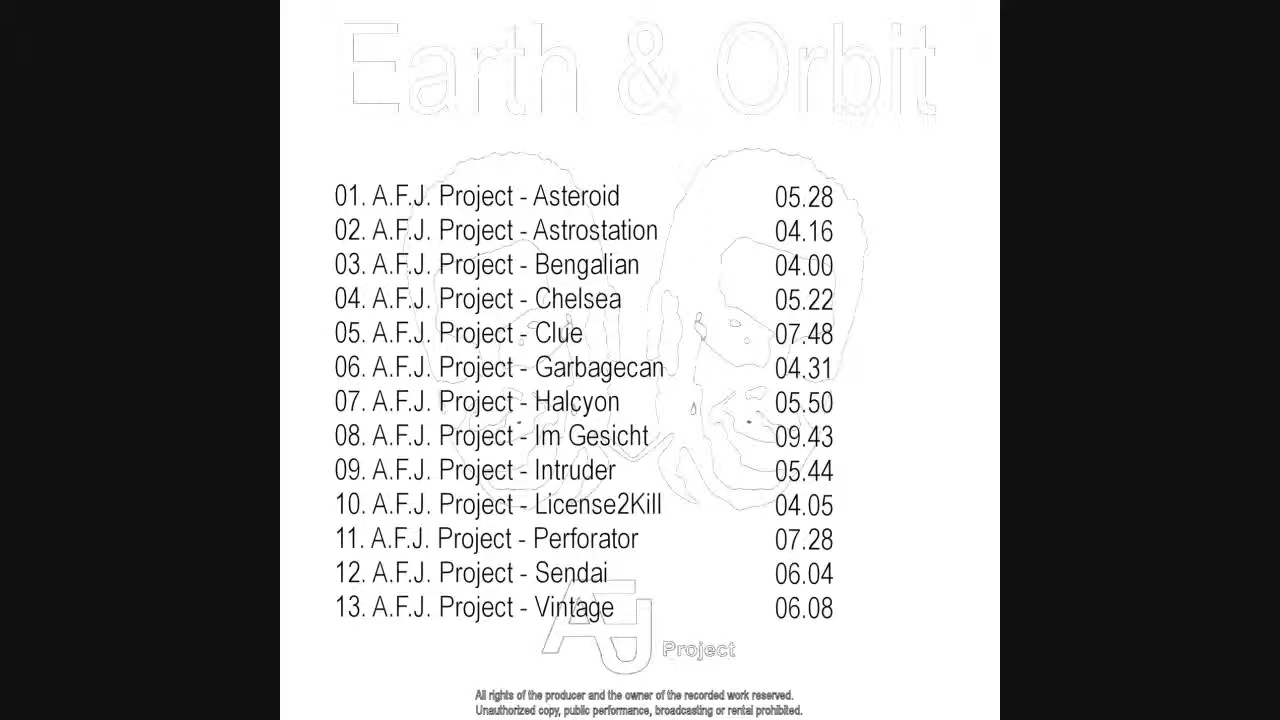 Earth & Orbit
01. A.F.J. Project - Asteroid 05.28
02. A.F.J. Project - Astrostation 04.16
03. A.F.J. Project - Bengalian 04.00
04. A.F.J. Project - Chelsea 05.22
05. A.F.J. Project - Clue 07.48
06. A.F.J. Project - Garbagecan 04.31
07. A.F.J. Project - Halcyon 05.50
08. A.F.J. Project - Im Gesicht 09.43
09. A.F.J. Project - Intruder 05.44
10. A.F.J. Project - License2Kill 04.05
11. A.F.J. Project - Perforator 07.28
12. A.F.J. Project - Sendai 06.04
13. A.F.J. Project - Vintage 06.08
AFJ Project
All rights of the producer and the owner of the recorded work reserved.
Unauthorized copy, public performance, broadcasting or rental prohibited.